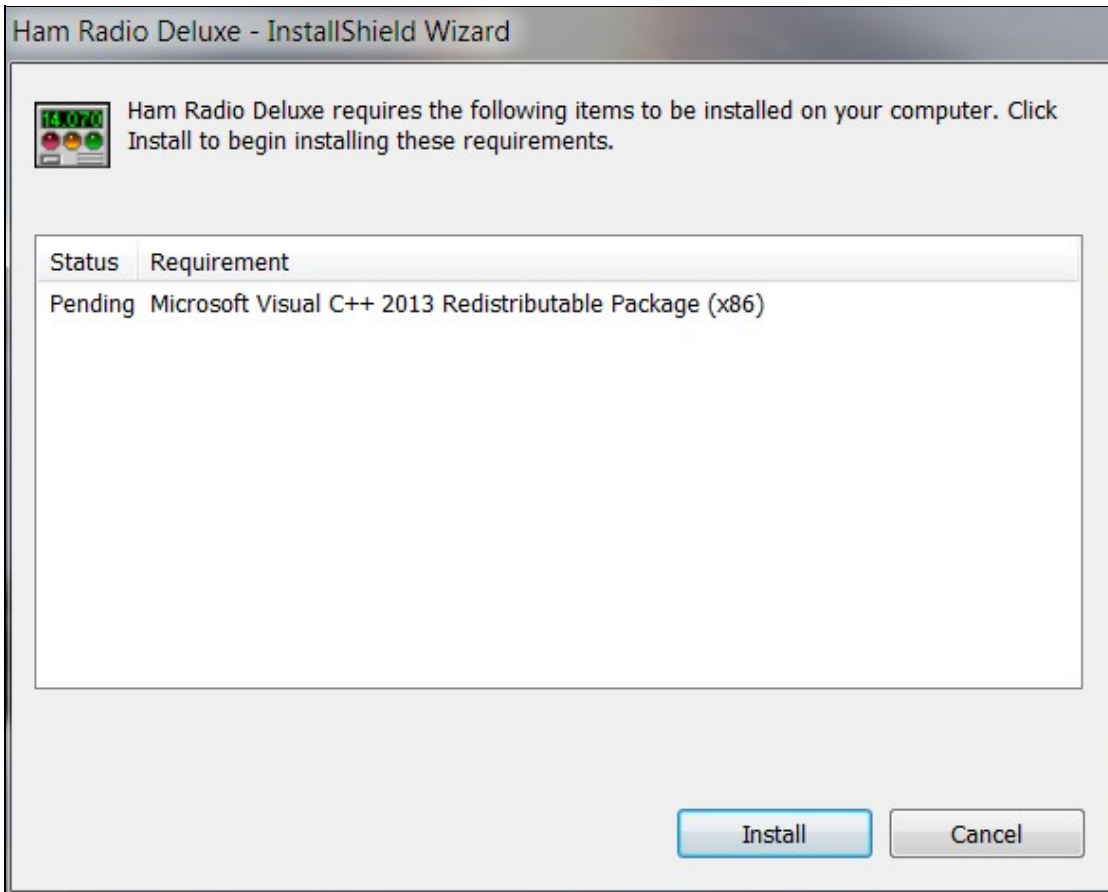 Ham Radio Deluxe - InstallShield Wizard
14.070
Ham Radio Deluxe requires the following items to be installed on your computer. Click
Install to begin installing these requirements.
Status Requirement
Pending Microsoft Visual C++ 2013 Redistributable Package (x86)
Install Cancel